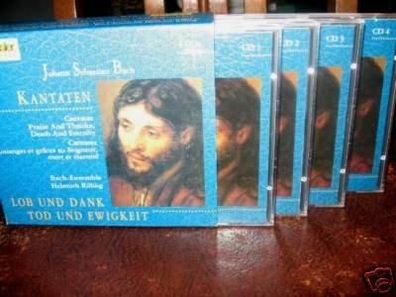 Johann Sebastian Bach
KANTATEN
Cantatas
Praise And Thanks,
Death And Eternity
Cantates
Louanges et grâces au Seigneur,
mort et éternité
Bach-Ensemble
Helmuth Rilling
LOB UND DANK
TOD UND EWIGKEIT
CD 1
CD 2
CD 3
CD 4